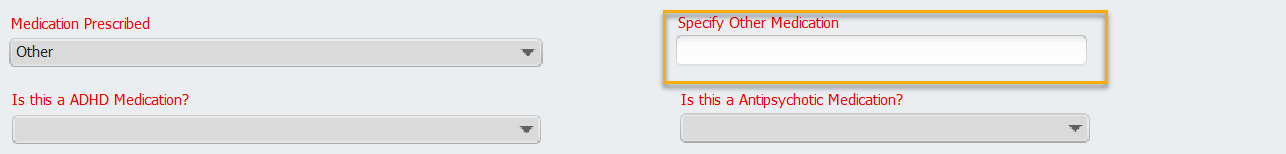 Medication Prescribed
Specify Other Medication
Other
Is this a ADHD Medication?
Is this a Antipsychotic Medication?